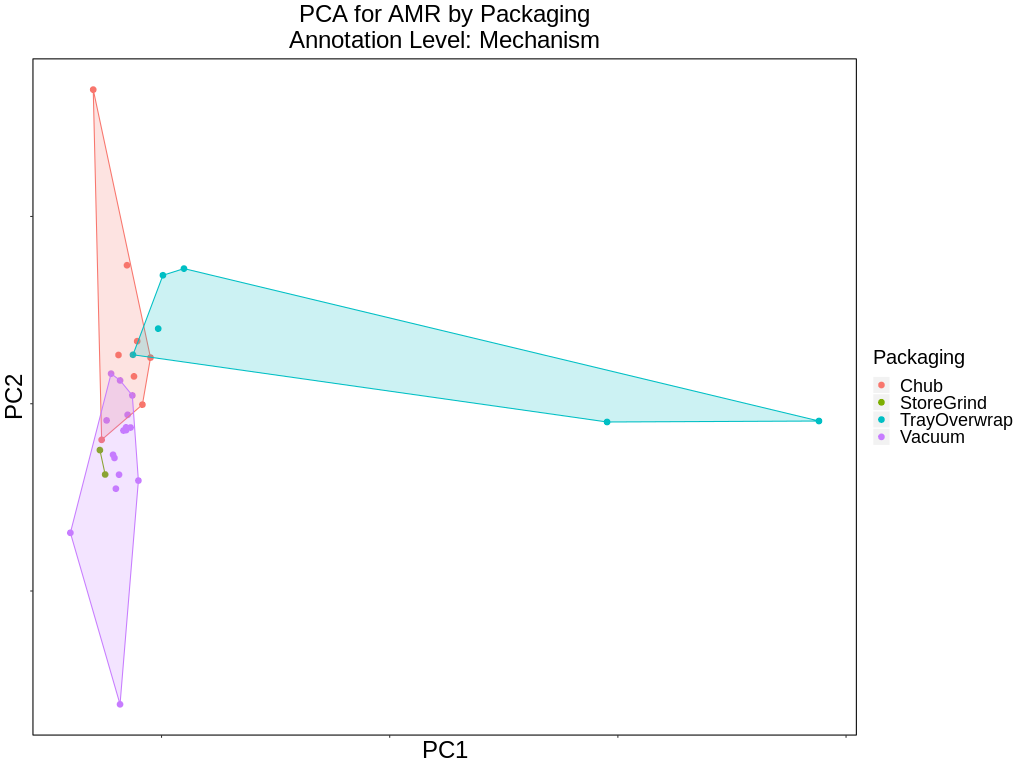 PCA for AMR by Packaging
Annotation Level: Mechanism
PC2
PC1
Packaging
Chub
StoreGrind
TrayOverwrap
Vacuum